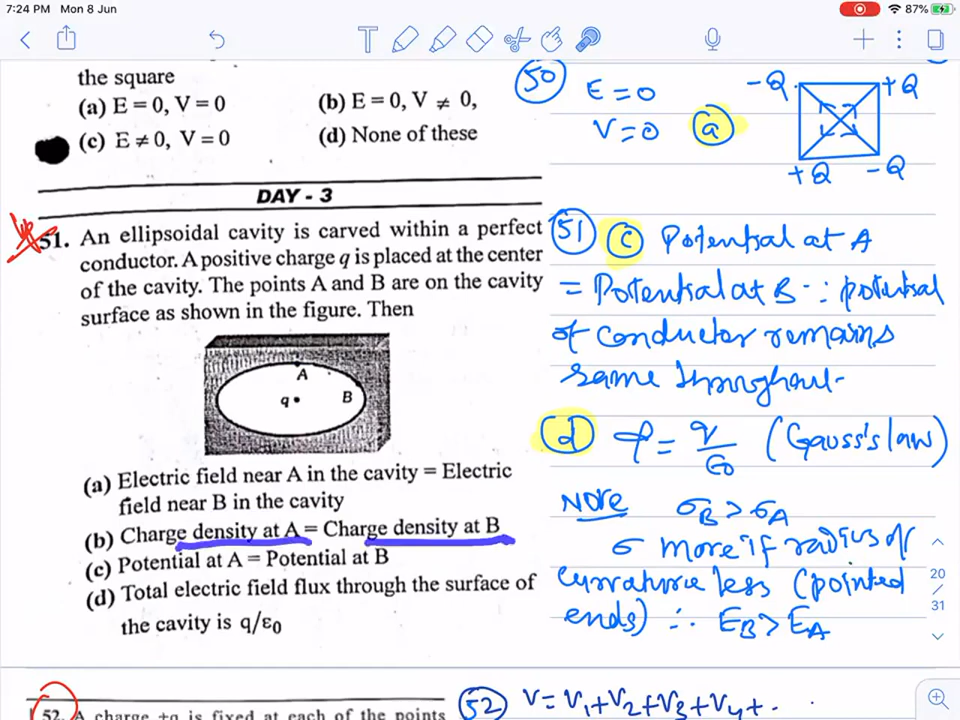 7:24 PM Mon 8 Jun
87%
the square
(a) E = 0, V = 0
(b) E = 0, V ≠ 0,
(c) E ≠ 0, V = 0
(d) None of these
DAY - 3
51. An ellipsoidal cavity is carved within a perfect
conductor. A positive charge q is placed at the center
of the cavity. The points A and B are on the cavity
surface as shown in the figure. Then
A
q
B
(a) Electric field near A in the cavity = Electric
field near B in the cavity
(b) Charge density at A = Charge density at B
(c) Potential at A = Potential at B
(d) Total electric field flux through the surface of
the cavity is q/ε0
52. A charge +q is fixed at each of the points
50
E = 0
V = 0 (a)
-Q +Q
+Q -Q
51 (c) Potential at A
= Potential at B ∵ potential
of conductor remains
same throughout.
(d) φ = q/ε0 (Gauss's law)
Note σB > σA
σ more if radius of
curvature less (pointed
ends) ∴ EB > EA
52 V = V1+V2+V3+V4+..
20
/
31